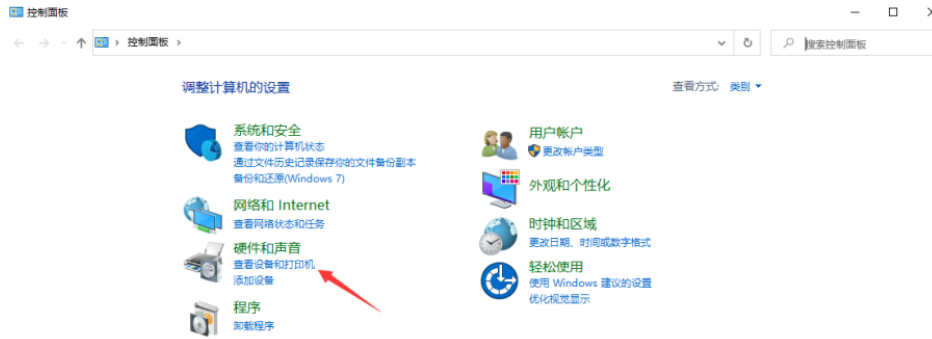 控制面板
控制面板
搜索控制面板
调整计算机的设置
查看方式: 类别
系统和安全
查看你的计算机状态
通过文件历史记录保存你的文件备份副本
备份和还原(Windows 7)
网络和 Internet
查看网络状态和任务
硬件和声音
查看设备和打印机
添加设备
程序
卸载程序
用户帐户
更改帐户类型
外观和个性化
时钟和区域
更改日期、时间或数字格式
轻松使用
使用 Windows 建议的设置
优化视觉显示